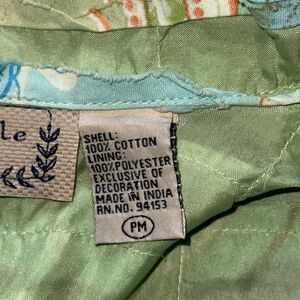 le
SHELL:
100% COTTON
LINING:
100% POLYESTER
EXCLUSIVE OF
DECORATION
MADE IN INDIA
RN.NO. 94153
PM